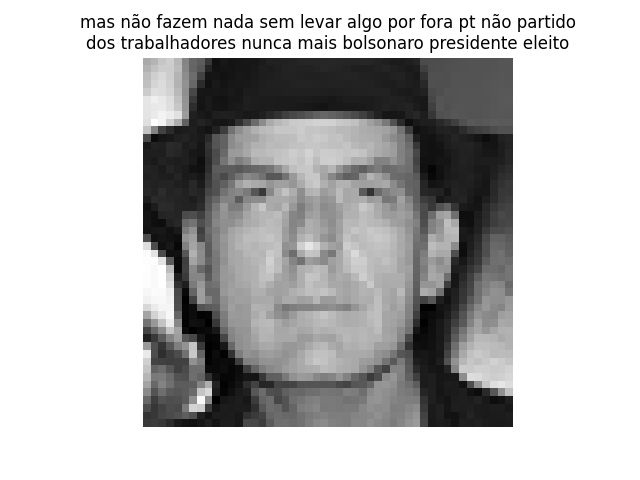 mas não fazem nada sem levar algo por fora pt não partido
dos trabalhadores nunca mais bolsonaro presidente eleito